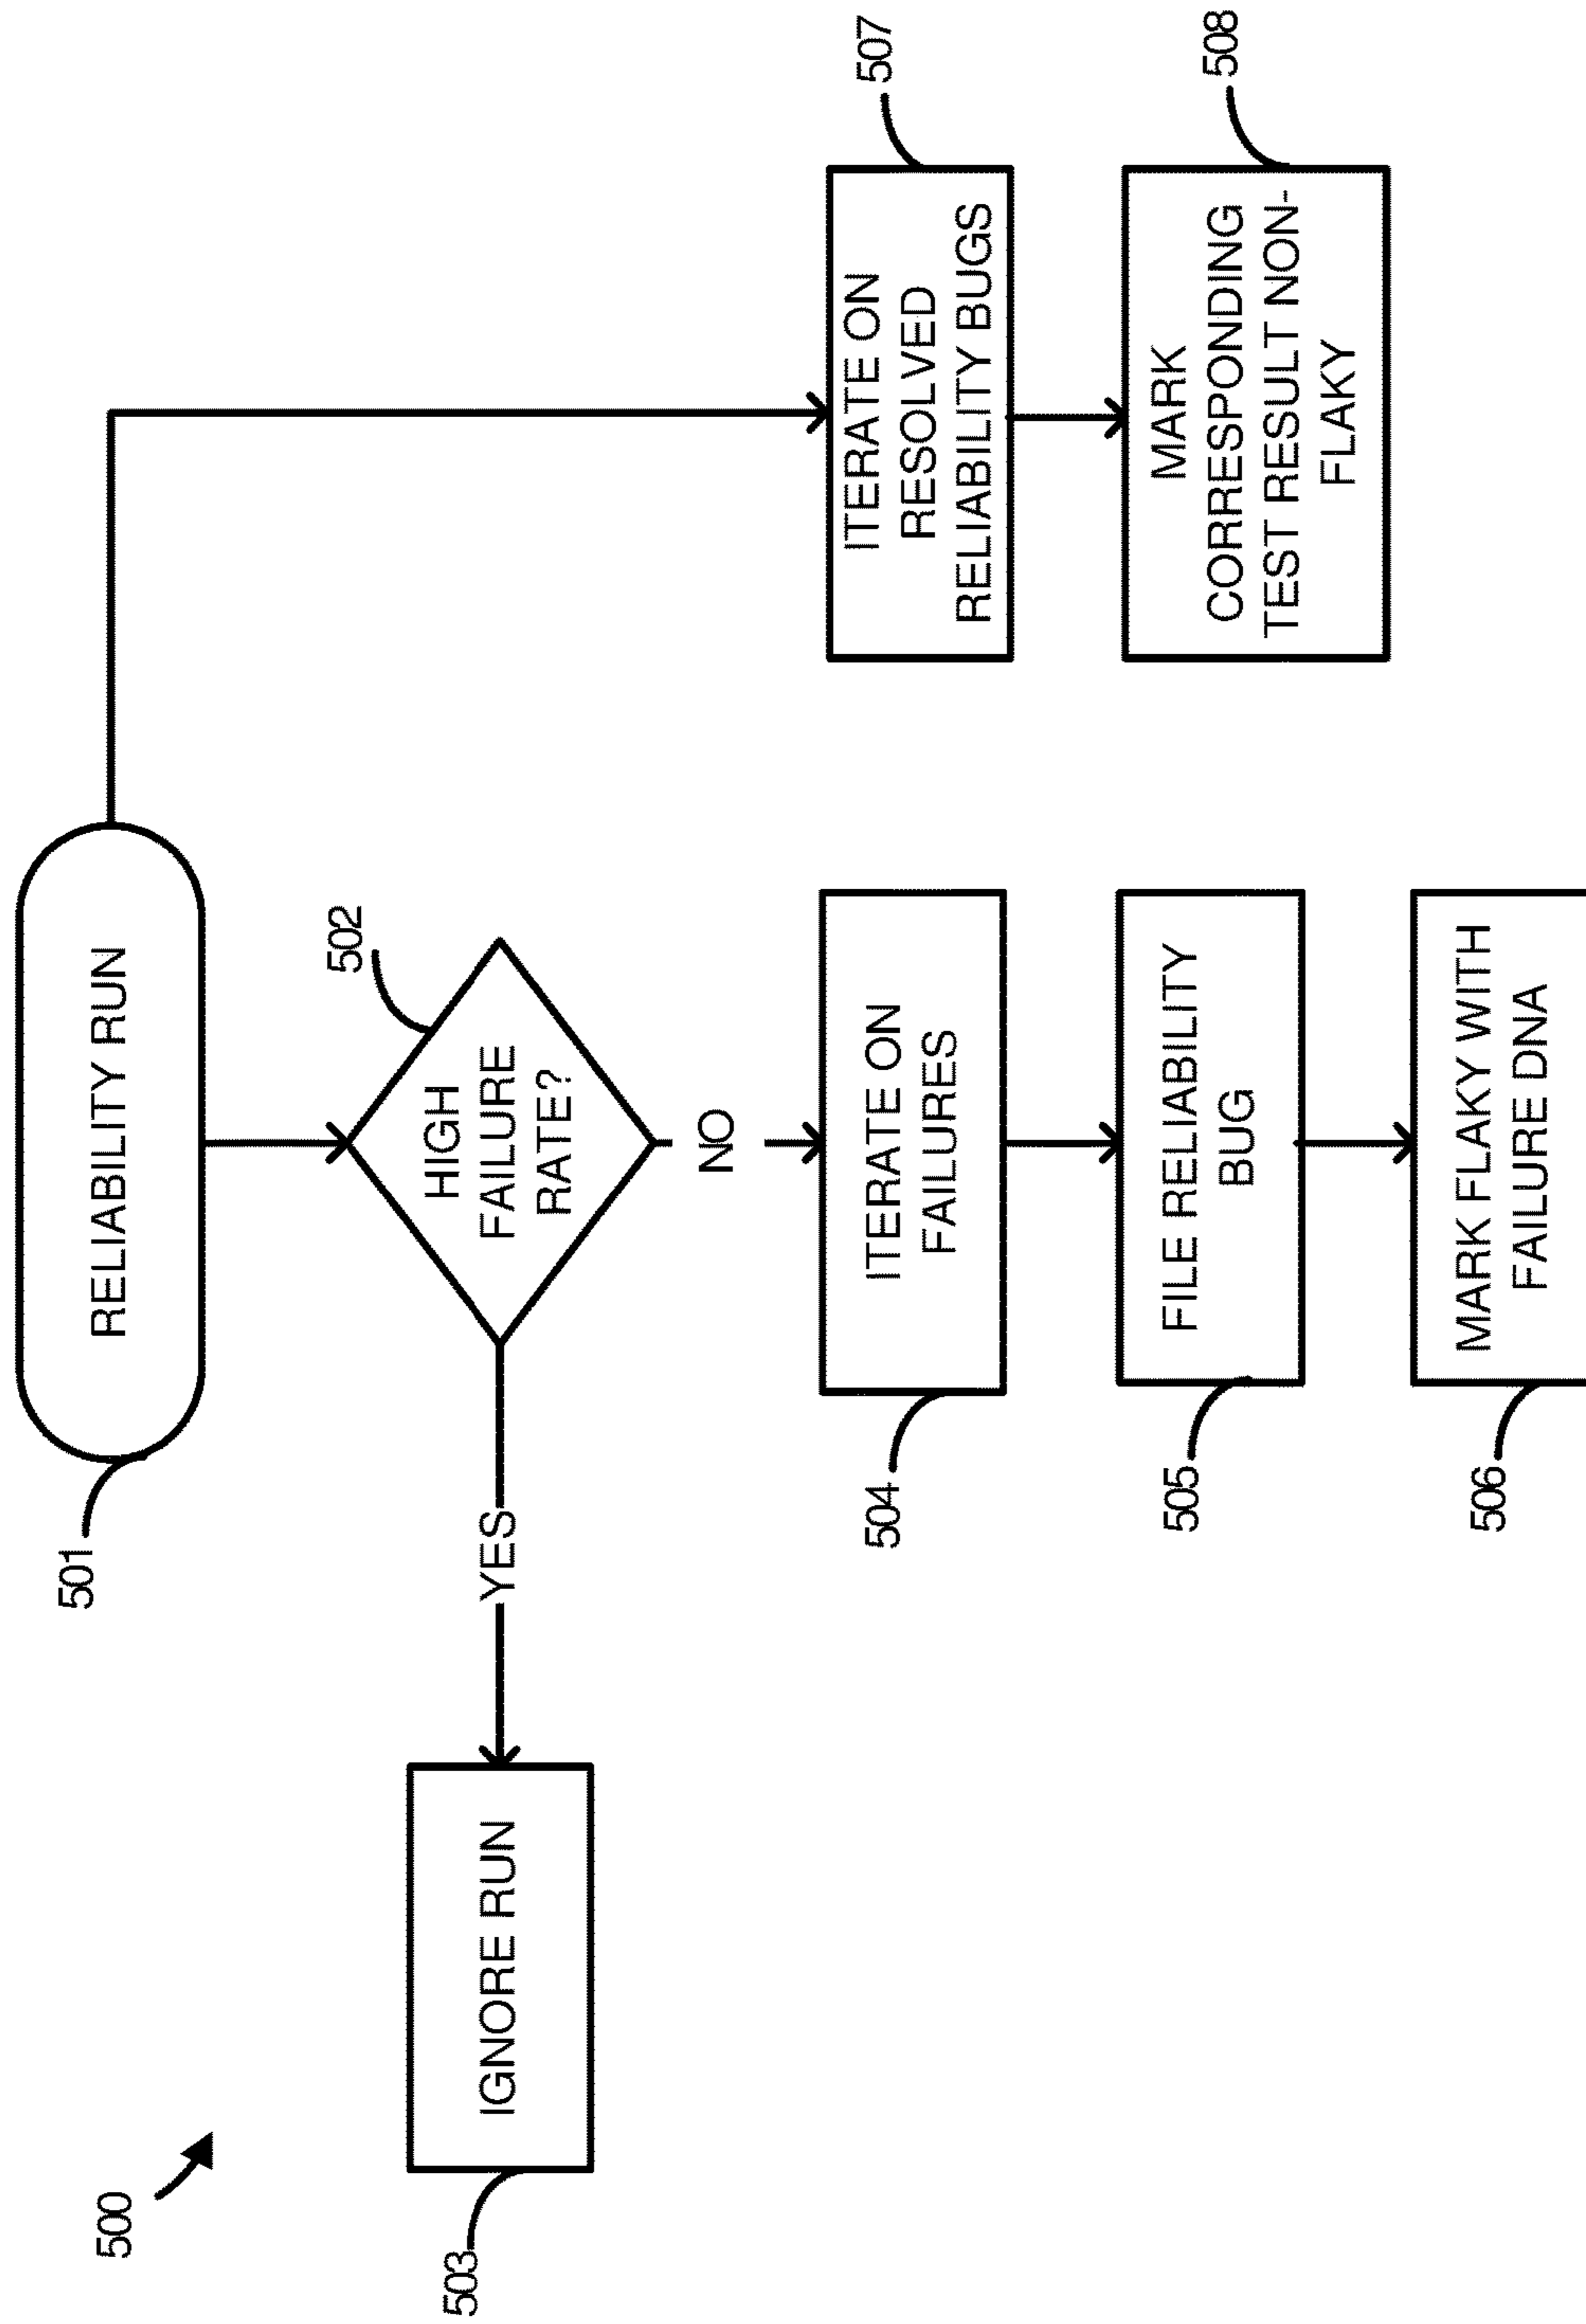 500
501
RELIABILITY RUN
502
HIGH
FAILURE
RATE?
YES
NO
503
IGNORE RUN
504
ITERATE ON
FAILURES
505
FILE RELIABILITY
BUG
506
MARK FLAKY WITH
FAILURE DNA
507
ITERATE ON
RESOLVED
RELIABILITY BUGS
508
MARK
CORRESPONDING
TEST RESULT NON-
FLAKY